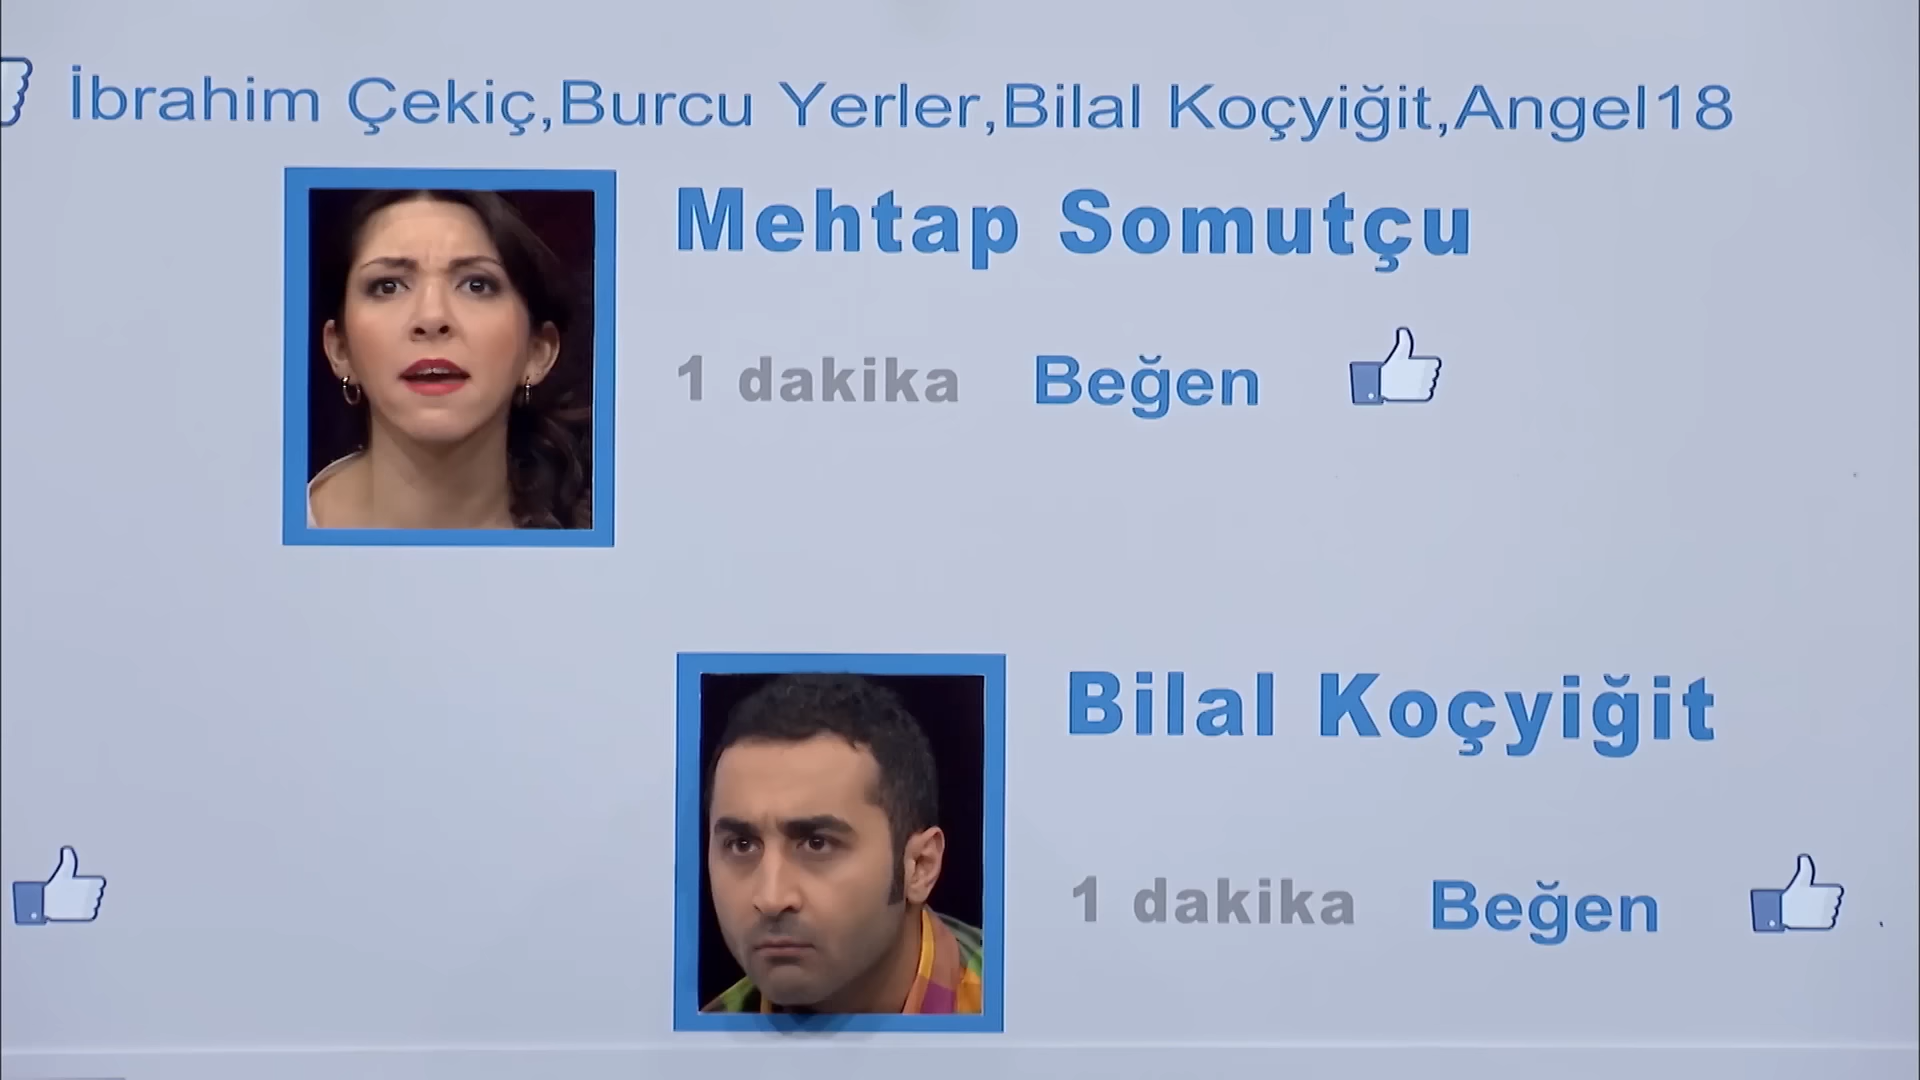 İbrahim Çekiç,Burcu Yerler,Bilal Koçyiğit,Angel18
Mehtap Somutçu
1 dakika Beğen
Bilal Koçyiğit
1 dakika Beğen